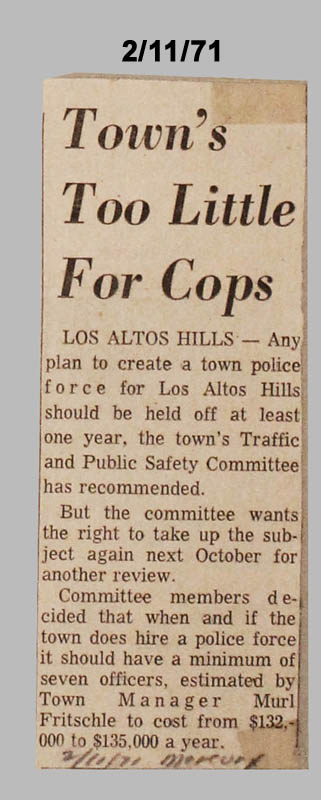 2/11/71
Town's
Too Little
For Cops
LOS ALTOS HILLS — Any
plan to create a town police
force for Los Altos Hills
should be held off at least
one year, the town's Traffic
and Public Safety Committee
has recommended.
But the committee wants
the right to take up the sub-
ject again next October for
another review.
Committee members de-
cided that when and if the
town does hire a police force
it should have a minimum of
seven officers, estimated by
Town Manager Murl
Fritschle to cost from $132,-
000 to $135,000 a year.
2/11/71 Mercury